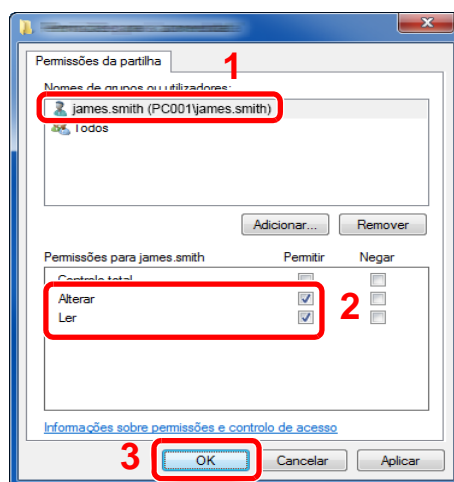 Permissões da partilha
1
Nomes de grupos ou utilizadores:
james.smith (PC001\james.smith)
Todos
Adicionar... Remover
Permissões para james.smith Permitir Negar
Controlo total
Alterar
2
Ler
Informações sobre permissões e controlo de acesso
3
OK Cancelar Aplicar